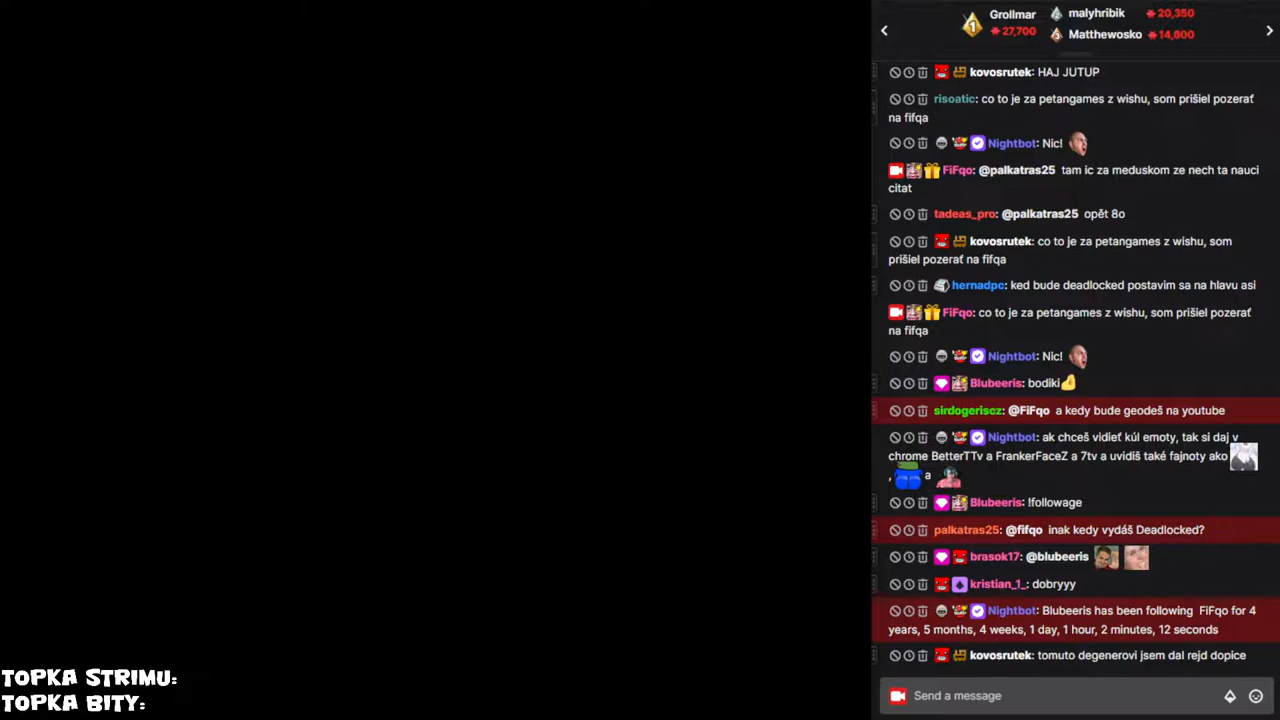 Grollmar
27,700
malyhribik 20,350
Matthewosko 14,600
kovosrutek: HAJ JUTUP
risoatic: co to je za petangames z wishu, som prišiel pozerať
na fifqa
Nightbot: Nic!
FiFqo: @palkatras25 tam ic za meduskom ze nech ta nauci
citat
tadeas_pro: @palkatras25 opět 8o
kovosrutek: co to je za petangames z wishu, som
prišiel pozerať na fifqa
hernadpc: ked bude deadlocked postavim sa na hlavu asi
FiFqo: co to je za petangames z wishu, som prišiel pozerať
na fifqa
Nightbot: Nic!
Blubeeris: bodiki
sirdogeriscz: @FiFqo a kedy bude geodeš na youtube
Nightbot: ak chceš vidieť kúl emoty, tak si daj v
chrome BetterTTv a FrankerFaceZ a 7tv a uvidiš také fajnoty ako
, a
Blubeeris: !followage
palkatras25: @fifqo inak kedy vydáš Deadlocked?
brasok17: @blubeeris
kristian_1_: dobryyy
Nightbot: Blubeeris has been following FiFqo for 4
years, 5 months, 4 weeks, 1 day, 1 hour, 2 minutes, 12 seconds
kovosrutek: tomuto degenerovi jsem dal rejd dopice
Send a message
TOPKA STRIMU:
TOPKA BITY: